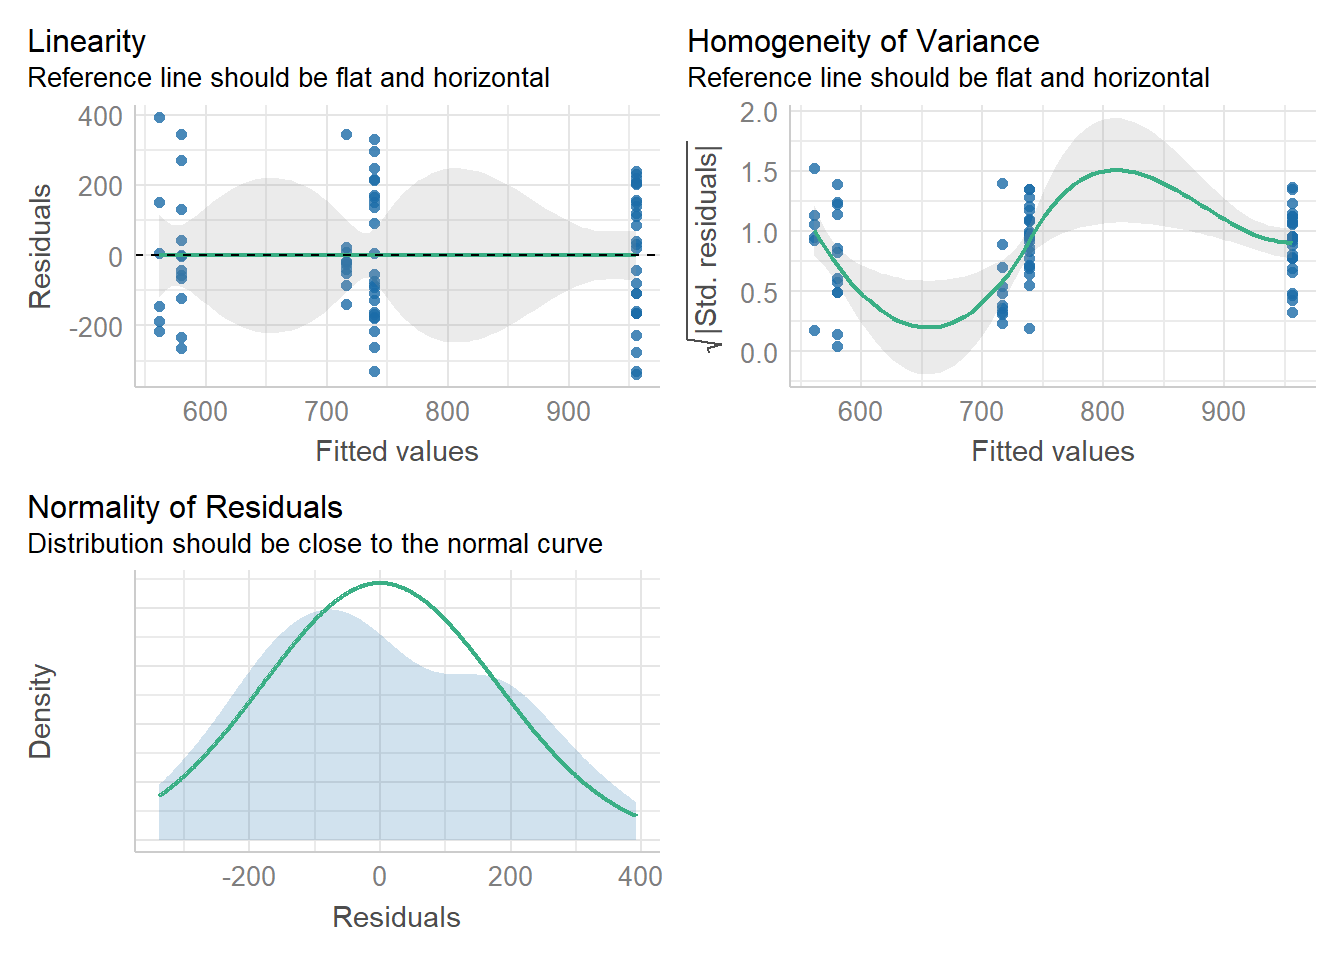 Linearity
Reference line should be flat and horizontal
400
200
0
-200
Residuals
600 700 800 900
Fitted values
Homogeneity of Variance
Reference line should be flat and horizontal
2.0
1.5
1.0
0.5
0.0
√|Std. residuals|
600 700 800 900
Fitted values
Normality of Residuals
Distribution should be close to the normal curve
Density
-200 0 200 400
Residuals